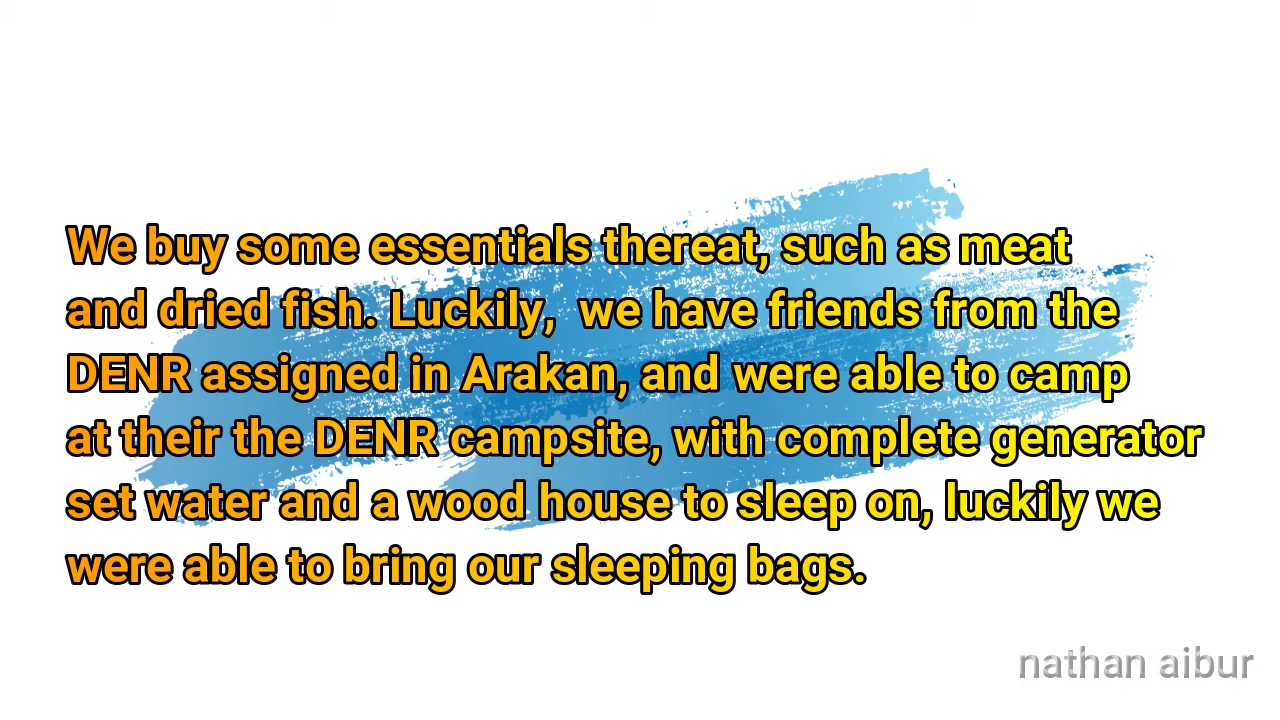 We buy some essentials thereat, such as meat
and dried fish. Luckily,  we have friends from the
DENR assigned in Arakan, and were able to camp
at their the DENR campsite, with complete generator
set water and a wood house to sleep on, luckily we
were able to bring our sleeping bags.
nathan aibur